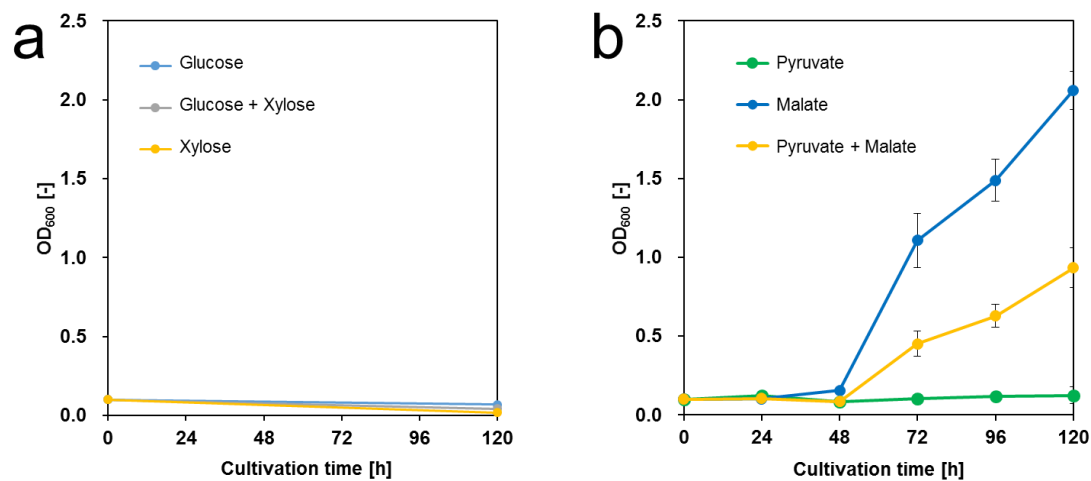 a
2.5
2.0
1.5
1.0
0.5
0.0
OD600 [-]
Glucose
Glucose + Xylose
Xylose
0 24 48 72 96 120
Cultivation time [h]
b
2.5
2.0
1.5
1.0
0.5
0.0
OD600 [-]
Pyruvate
Malate
Pyruvate + Malate
0 24 48 72 96 120
Cultivation time [h]